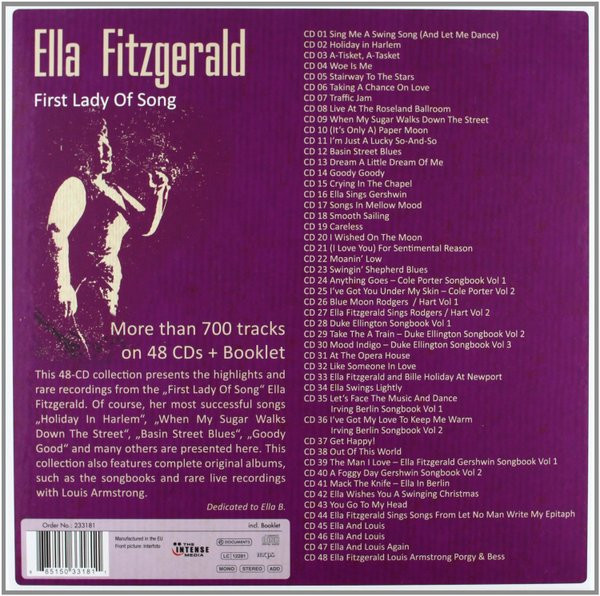 Ella Fitzgerald
First Lady Of Song
More than 700 tracks
on 48 CDs + Booklet
This 48-CD collection presents the highlights and
rare recordings from the „First Lady Of Song“ Ella
Fitzgerald. Of course, her most successful songs
„Holiday In Harlem“, „When My Sugar Walks
Down The Street“, „Basin Street Blues“, „Goody
Good“ and many others are presented here. This
collection also features complete original albums,
such as the songbooks and rare live recordings
with Louis Armstrong.
Dedicated to Ella B.
CD 01 Sing Me A Swing Song (And Let Me Dance)
CD 02 Holiday in Harlem
CD 03 A-Tisket, A-Tasket
CD 04 Woe Is Me
CD 05 Stairway To The Stars
CD 06 Taking A Chance On Love
CD 07 Traffic Jam
CD 08 Live At The Roseland Ballroom
CD 09 When My Sugar Walks Down The Street
CD 10 (It's Only A) Paper Moon
CD 11 I'm Just A Lucky So-And-So
CD 12 Basin Street Blues
CD 13 Dream A Little Dream Of Me
CD 14 Goody Goody
CD 15 Crying In The Chapel
CD 16 Ella Sings Gershwin
CD 17 Songs In Mellow Mood
CD 18 Smooth Sailing
CD 19 Careless
CD 20 I Wished On The Moon
CD 21 (I Love You) For Sentimental Reason
CD 22 Moanin' Low
CD 23 Swingin' Shepherd Blues
CD 24 Anything Goes – Cole Porter Songbook Vol 1
CD 25 I've Got You Under My Skin – Cole Porter Vol 2
CD 26 Blue Moon Rodgers / Hart Vol 1
CD 27 Ella Fitzgerald Sings Rodgers / Hart Vol 2
CD 28 Duke Ellington Songbook Vol 1
CD 29 Take The A Train – Duke Ellington Songbook Vol 2
CD 30 Mood Indigo – Duke Ellington Songbook Vol 3
CD 31 At The Opera House
CD 32 Like Someone In Love
CD 33 Ella Fitzgerald and Bille Holiday At Newport
CD 34 Ella Swings Lightly
CD 35 Let's Face The Music And Dance
Irving Berlin Songbook Vol 1
CD 36 I've Got My Love To Keep Me Warm
Irving Berlin Songbook Vol 2
CD 37 Get Happy!
CD 38 Out Of This World
CD 39 The Man I Love – Ella Fitzgerald Gershwin Songbook Vol 1
CD 40 A Foggy Day Gershwin Songbook Vol 2
CD 41 Mack The Knife – Ella In Berlin
CD 42 Ella Wishes You A Swinging Christmas
CD 43 You Go To My Head
CD 44 Ella Fitzgerald Sings Songs From Let No Man Write My Epitaph
CD 45 Ella And Louis
CD 46 Ella And Louis
CD 47 Ella And Louis Again
CD 48 Ella Fitzgerald Louis Armstrong Porgy & Bess
Order No.: 233181
incl. Booklet
Manufactured in the EU
Front picture: interfoto
THE INTENSE MEDIA
DOCUMENTS
LC 12281
MONO STEREO ADD